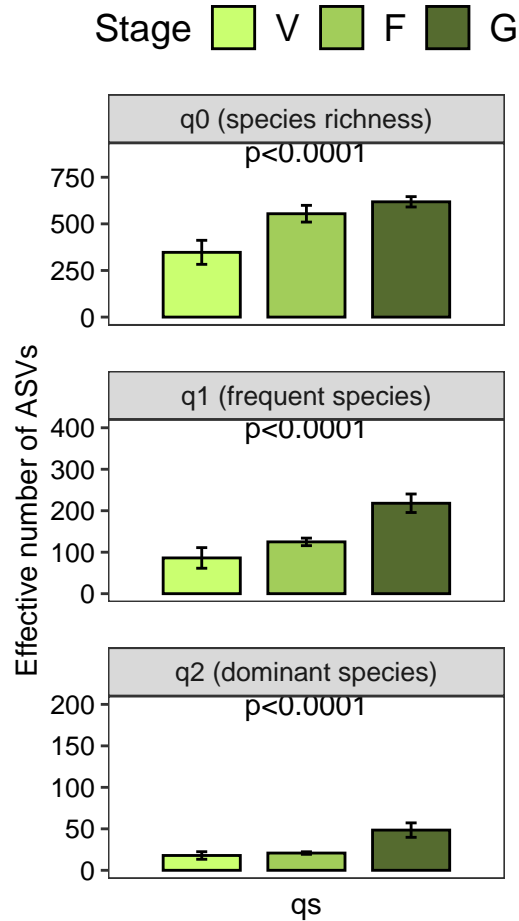 Stage V F G
q0 (species richness)
p<0.0001
750
500
250
0
Effective number of ASVs
q1 (frequent species)
p<0.0001
400
300
200
100
0
q2 (dominant species)
p<0.0001
200
150
100
50
0
qs